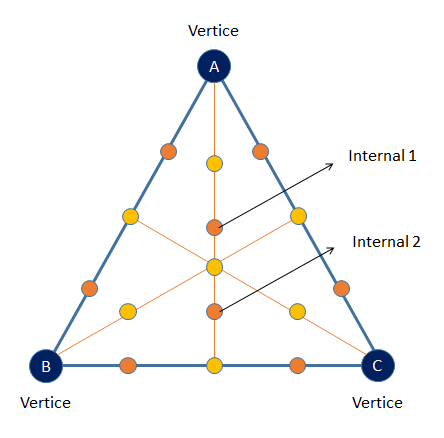 Vertice
A
Internal 1
Internal 2
B
C
Vertice
Vertice